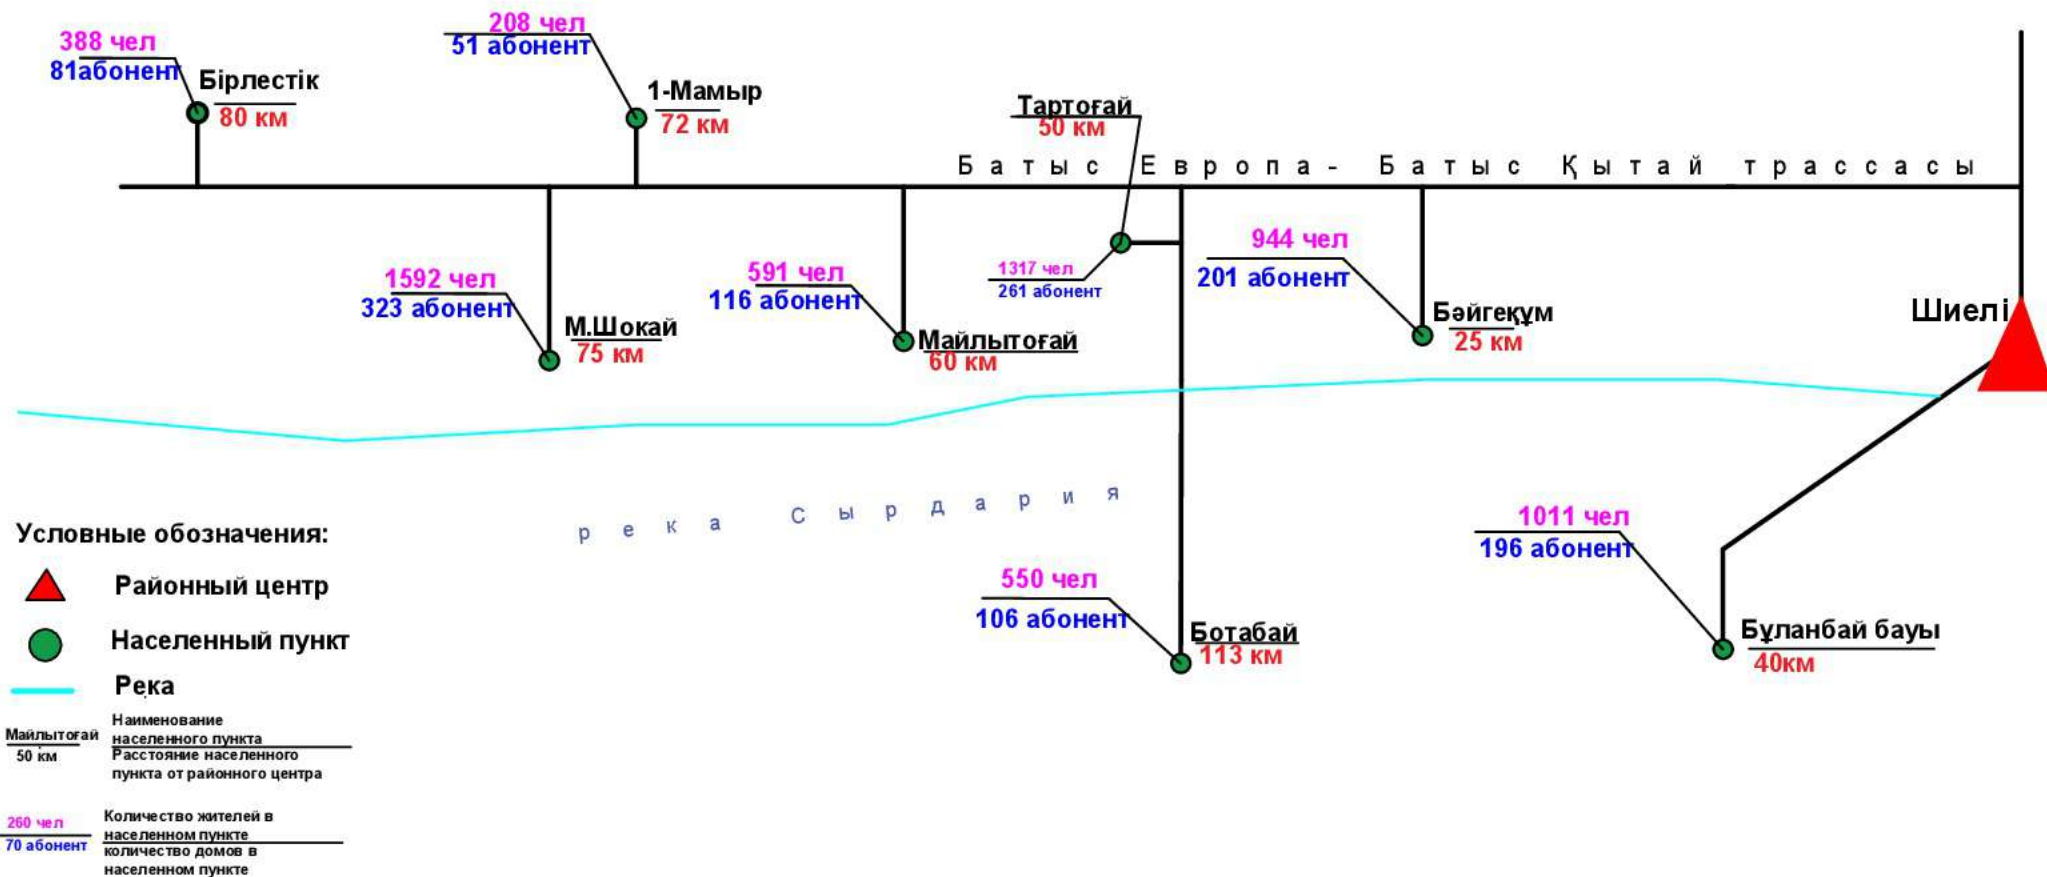 208 чел
51 абонент
388 чел
81абонент
Бірлестік
80 км
1-Мамыр
72 км
Тартоғай
50 км
Батыс Европа- Батыс Қытай трассасы
944 чел
201 абонент
1317 чел
261 абонент
591 чел
116 абонент
1592 чел
323 абонент
М.Шокай
75 км
Майлытоғай
60 км
Бәйгеқұм
25 км
Шиелі
река Сырдария
1011 чел
196 абонент
550 чел
106 абонент
Ботабай
113 км
Бұланбай бауы
40км
Условные обозначения:
Районный центр
Населенный пункт
Река
Майлытоғай
50 км
Наименование
населенного пункта
Расстояние населенного
пункта от районного центра
260 чел
70 абонент
Количество жителей в
населенном пункте
количество домов в
населенном пункте